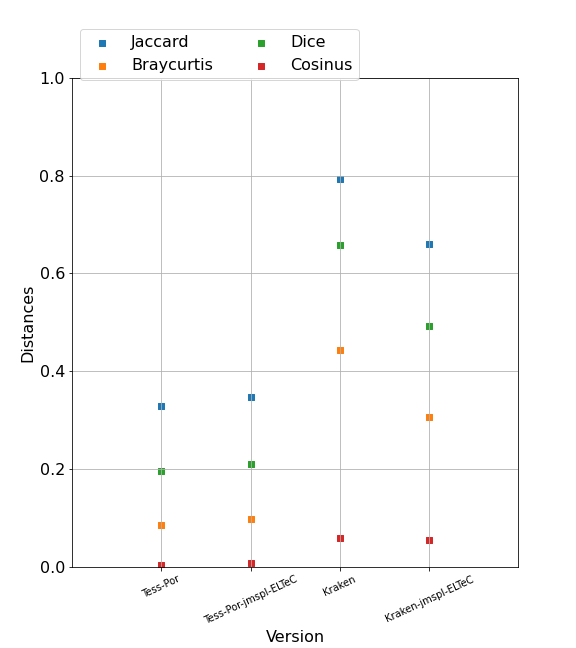 Jaccard Dice
Braycurtis Cosinus
1.0
0.8
0.6
0.4
0.2
0.0
Distances
Tess-Por
Tess-Por-jmspl-ELTeC
Kraken
Kraken-jmspl-ELTeC
Version